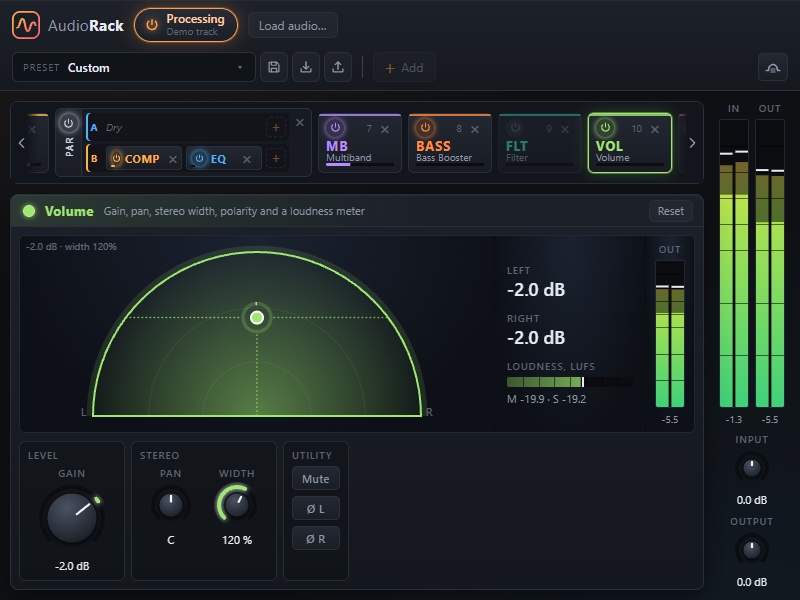 AudioRack
Processing
Demo track
Load audio...
PRESET Custom
+ Add
PAR
A Dry
B COMP EQ
MB 7
Multiband
BASS 8
Bass Booster
FLT 9
Filter
VOL 10
Volume
IN OUT
Volume Gain, pan, stereo width, polarity and a loudness meter
Reset
-2.0 dB · width 120%
L R
LEFT
-2.0 dB
RIGHT
-2.0 dB
LOUDNESS, LUFS
M -19.9 · S -19.2
OUT
-5.5
-1.3 -5.5
LEVEL
GAIN
-2.0 dB
STEREO
PAN WIDTH
C 120 %
UTILITY
Mute
Ø L
Ø R
INPUT
0.0 dB
OUTPUT
0.0 dB